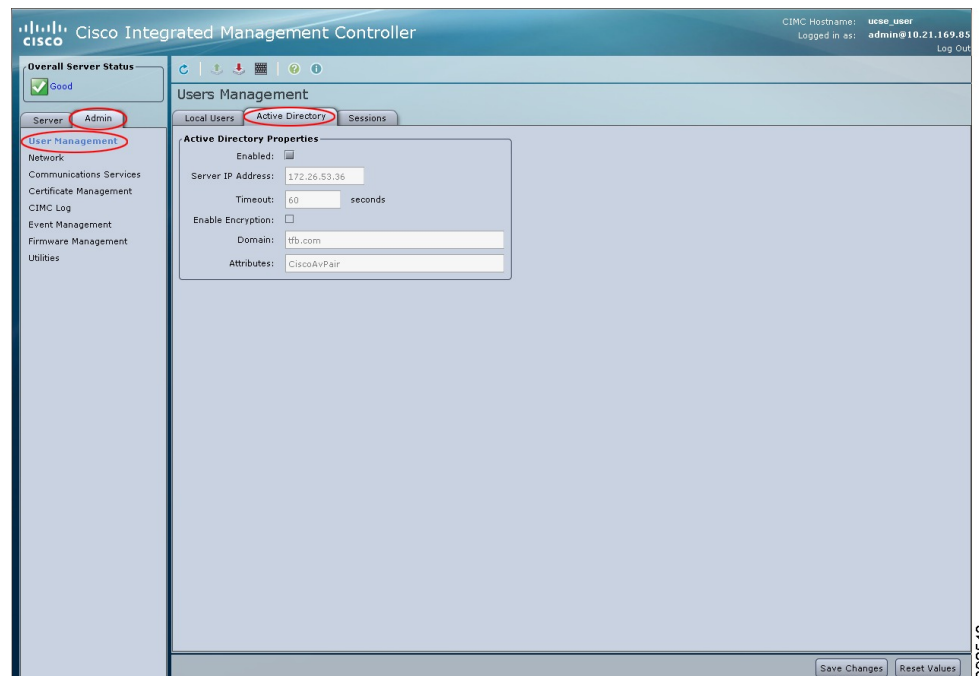 CISCO Cisco Integrated Management Controller
CIMC Hostname: ucse_user
Logged in as: admin@10.21.169.85
Log Out
Overall Server Status
Good
Server Admin
User Management
Network
Communications Services
Certificate Management
CIMC Log
Event Management
Firmware Management
Utilities
Users Management
Local Users Active Directory Sessions
Active Directory Properties
Enabled:
Server IP Address: 172.26.53.36
Timeout: 60 seconds
Enable Encryption:
Domain: tfb.com
Attributes: CiscoAvPair
Save Changes Reset Values